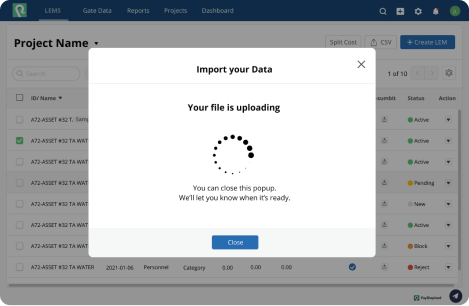 LEMS Gate Data Reports Projects Dashboard
Project Name
Split Cost CSV + Create LEM
Search 1 of 10
ID/ Name Status Action
Import your Data
Your file is uploading
You can close this popup.
We'll let you know when it's ready.
Close
A72-ASSET #32 T. Active
A72-ASSET #32 TA WAT Active
A72-ASSET #32 TA WAT Active
A72-ASSET #32 TA WAT Pending
A72-ASSET #32 TA WAT New
A72-ASSET #32 TA WAT Active
A72-ASSET #32 TA WAT Block
A72-ASSET #32 TA WATER 2021-01-06 Personnel Category 0.00 0.00 0.00 Reject